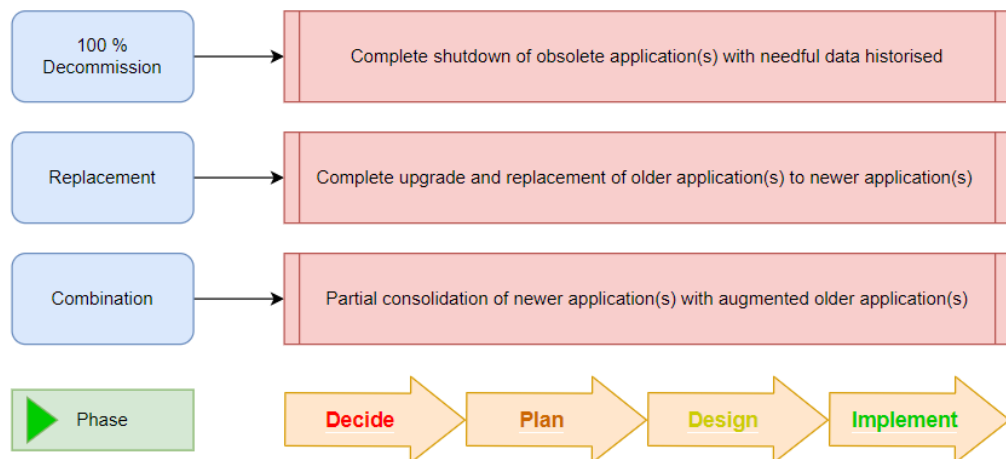 100 %
Decommission
Complete shutdown of obsolete application(s) with needful data historised
Replacement
Complete upgrade and replacement of older application(s) to newer application(s)
Combination
Partial consolidation of newer application(s) with augmented older application(s)
Phase
Decide
Plan
Design
Implement